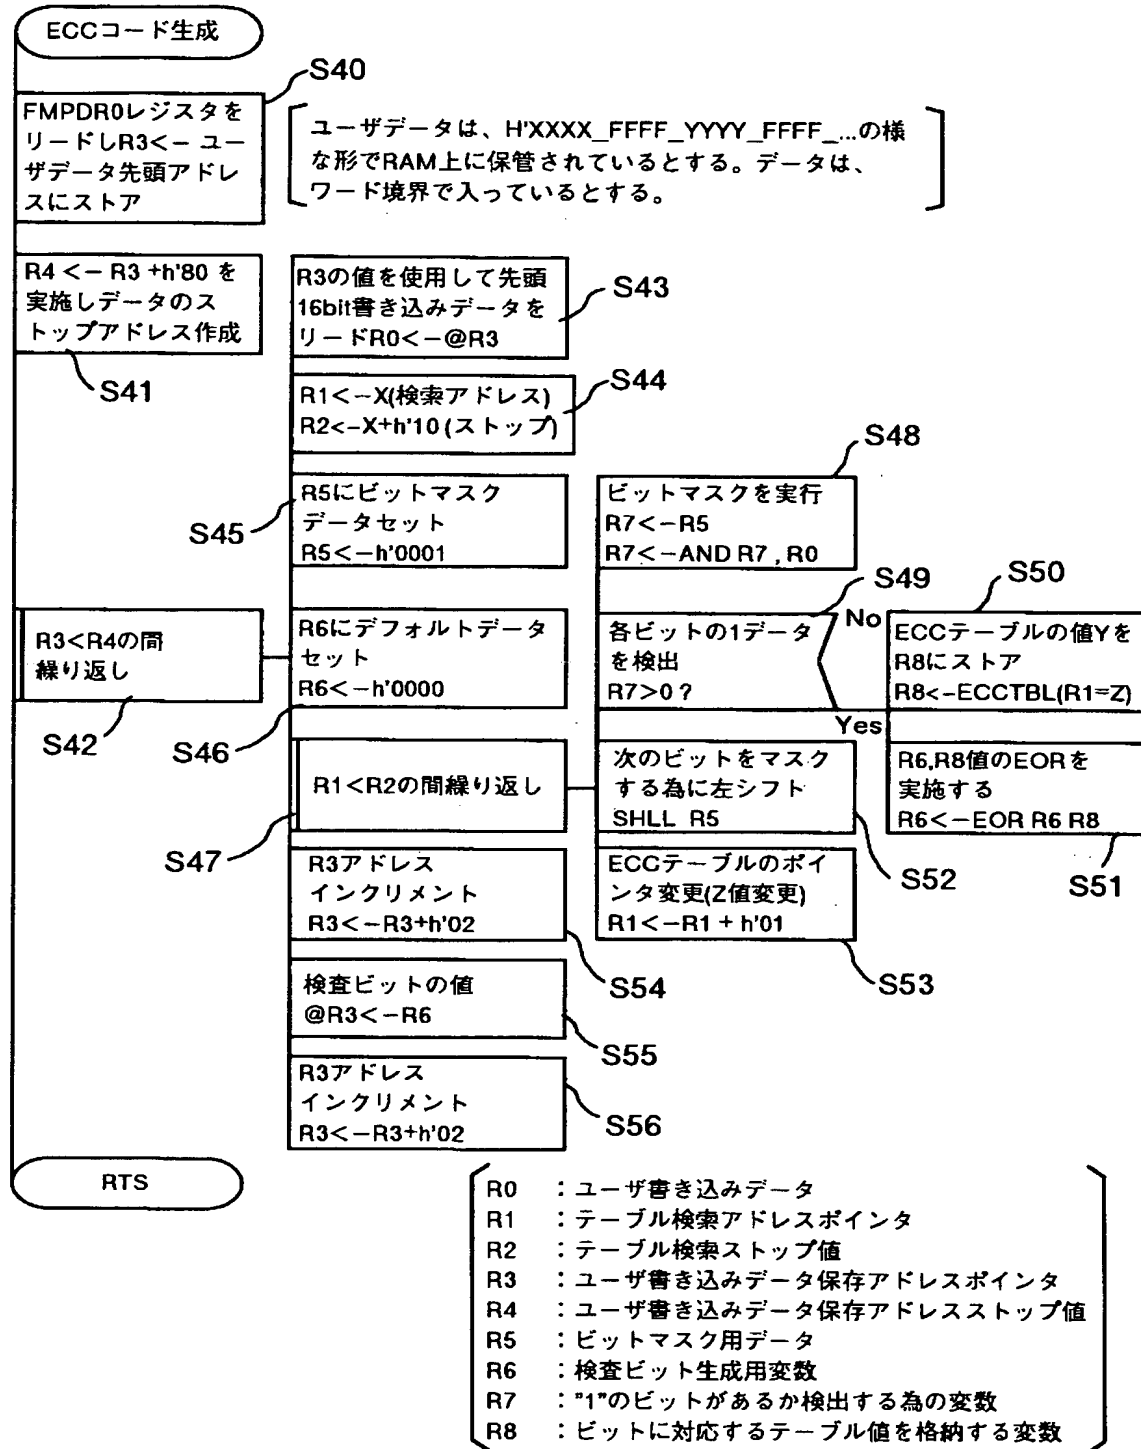 ECCコード生成
S40
FMPDR0レジスタを
リードしR3<− ユー
ザデータ先頭アドレ
スにストア
ユーザデータは、H'XXXX_FFFF_YYYY_FFFF_...の様
な形でRAM上に保管されているとする。データは、
ワード境界で入っているとする。
R4 <− R3 +h'80 を
実施しデータのス
トップアドレス作成
S41
R3の値を使用して先頭
16bit書き込みデータを
リードR0<−@R3
S43
R1<−X(検索アドレス)
R2<−X+h'10 (ストップ)
S44
R5にビットマスク
データセット
R5<−h'0001
S45
ビットマスクを実行
R7<−R5
R7<−AND R7 , R0
S48
R3<R4の間
繰り返し
S42
R6にデフォルトデータ
セット
R6<−h'0000
S46
各ビットの1データ
を検出
R7>0 ?
S49
No
Yes
ECCテーブルの値Yを
R8にストア
R8<-ECCTBL(R1=Z)
S50
R1<R2の間繰り返し
S47
次のビットをマスク
する為に左シフト
SHLL R5
S52
R6,R8値のEORを
実施する
R6<−EOR R6 R8
S51
R3アドレス
インクリメント
R3<−R3+h'02
S54
ECCテーブルのポイ
ンタ変更(Z値変更)
R1<−R1 + h'01
S53
検査ビットの値
@R3<−R6
S55
R3アドレス
インクリメント
R3<−R3+h'02
S56
RTS
R0 : ユーザ書き込みデータ
R1 : テーブル検索アドレスポインタ
R2 : テーブル検索ストップ値
R3 : ユーザ書き込みデータ保存アドレスポインタ
R4 : ユーザ書き込みデータ保存アドレスストップ値
R5 : ビットマスク用データ
R6 : 検査ビット生成用変数
R7 : "1"のビットがあるか検出する為の変数
R8 : ビットに対応するテーブル値を格納する変数